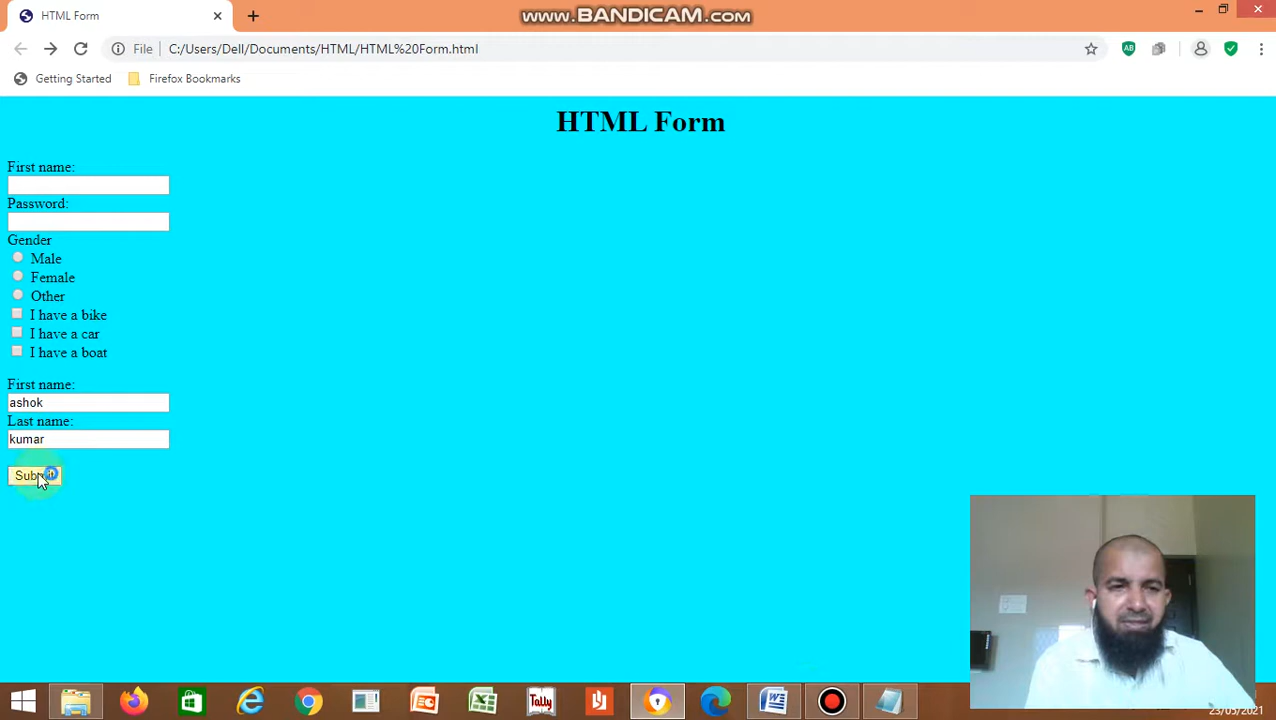 HTML Form
www.BANDICAM.com
File
C:/Users/Dell/Documents/HTML/HTML%20Form.html
AB
Getting Started
Firefox Bookmarks
HTML Form
First name:
Password:
Gender
Male
Female
Other
I have a bike
I have a car
I have a boat
First name:
ashok
Last name:
kumar
Tally
23/05/2021